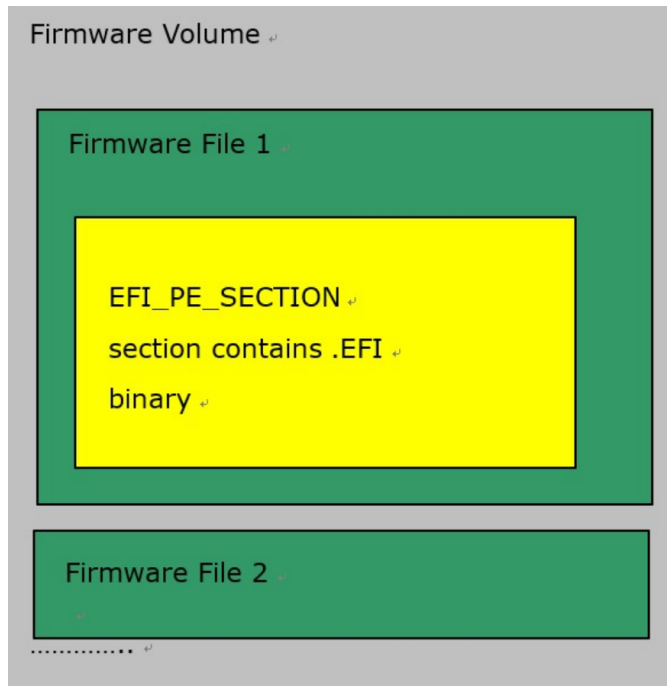 Firmware Volume
Firmware File 1
EFI_PE_SECTION
section contains .EFI
binary
Firmware File 2
…………..